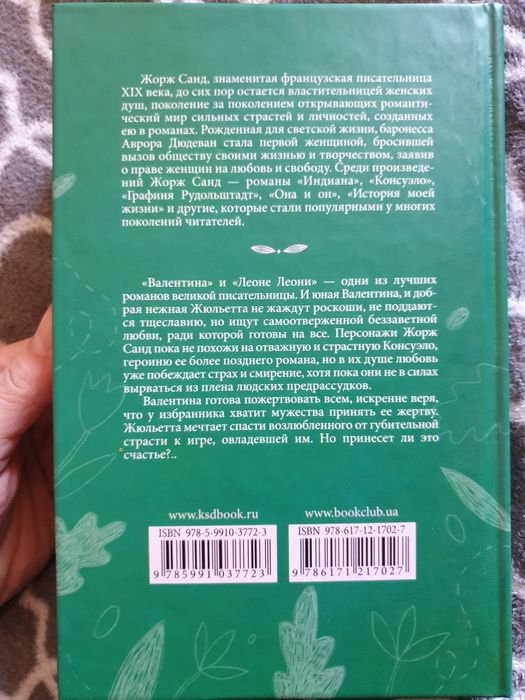 Жорж Санд, знаменитая французская писательница
XIX века, до сих пор остается властительницей женских
душ, поколение за поколением открывающих романти-
ческий мир сильных страстей и личностей, созданных
ею в романах. Рожденная для светской жизни, баронесса
Аврора Дюдеван стала первой женщиной, бросившей
вызов обществу своими жизнью и творчеством, заявив
о праве женщин на любовь и свободу. Среди произведе-
ний Жорж Санд — романы «Индиана», «Консуэло»,
«Графиня Рудольштадт», «Она и он», «История моей
жизни» и другие, которые стали популярными у многих
поколений читателей.
«Валентина» и «Леоне Леони» — одни из лучших
романов великой писательницы. И юная Валентина, и доб-
рая нежная Жюльетта не жаждут роскоши, не поддают-
ся тщеславию, но ищут самоотверженной беззаветной
любви, ради которой готовы на все. Персонажи Жорж
Санд пока не похожи на отважную и страстную Консуэло,
героиню ее более позднего романа, но в их душе любовь
уже побеждает страх и смирение, хотя пока они не в силах
вырваться из плена людских предрассудков.
Валентина готова пожертвовать всем, искренне веря,
что у избранника хватит мужества принять ее жертву.
Жюльетта мечтает спасти возлюбленного от губительной
страсти к игре, овладевшей им. Но принесет ли это
счастье?..
www.ksdbook.ru
www.bookclub.ua
ISBN 978-5-9910-3772-3
ISBN 978-617-12-1702-7
9 785991 037723
9 786171 217027